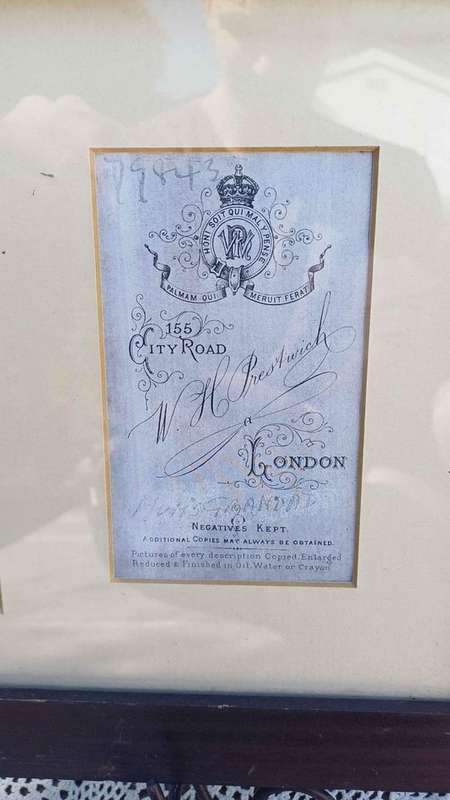 79843
HONI SOIT QUI MAL Y PENSE
PALMAM QUI MERUIT FERAT
155
CITY ROAD
W. H. Prestwich
LONDON
NEGATIVES KEPT.
ADDITIONAL COPIES MAY ALWAYS BE OBTAINED.
Pictures of every description Copied, Enlarged
Reduced & Finished in Oil, Water or Crayon